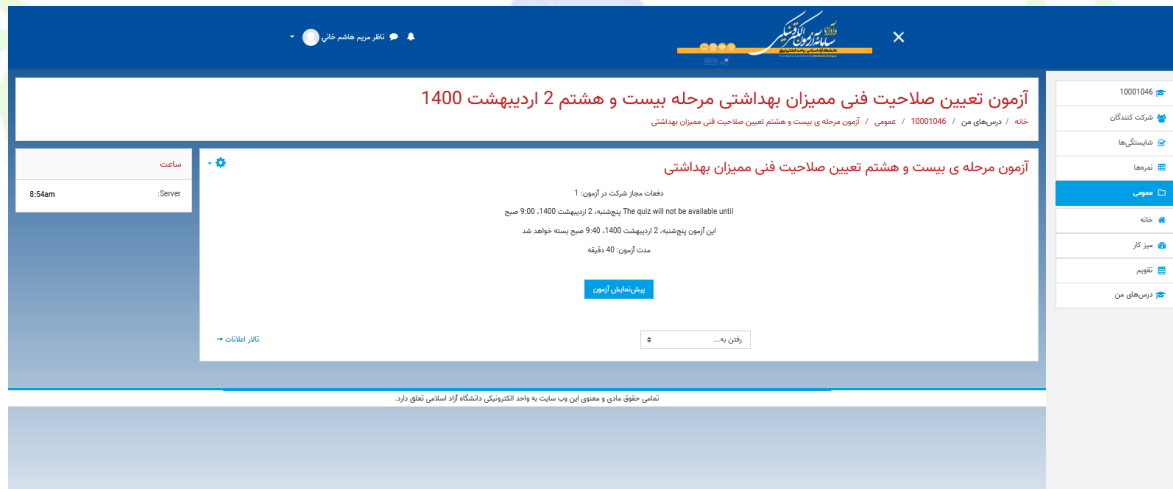 ناظر مریم هاشم خانی
سامانه آزمون الکترونیکی
آزمون تعیین صلاحیت فنی ممیزان بهداشتی مرحله بیست و هشتم 2 اردیبهشت 1400
خانه / درس‌های من / 10001046 / عمومی / آزمون مرحله ی بیست و هشتم تعیین صلاحیت فنی ممیزان بهداشتی
10001046
شرکت کنندگان
شایستگی‌ها
نمره‌ها
عمومی
خانه
میز کار
تقویم
درس‌های من
آزمون مرحله ی بیست و هشتم تعیین صلاحیت فنی ممیزان بهداشتی
دفعات مجاز شرکت در آزمون: 1
The quiz will not be available until پنج‌شنبه، 2 اردیبهشت 1400، 9:00 صبح
این آزمون پنج‌شنبه، 2 اردیبهشت 1400، 9:40 صبح بسته خواهد شد
مدت آزمون: 40 دقیقه
پیش‌نمایش آزمون
رفتن به...
تالار اعلانات
ساعت
Server:
8:54am
تمامی حقوق مادی و معنوی این وب سایت به واحد الکترونیکی دانشگاه آزاد اسلامی تعلق دارد.